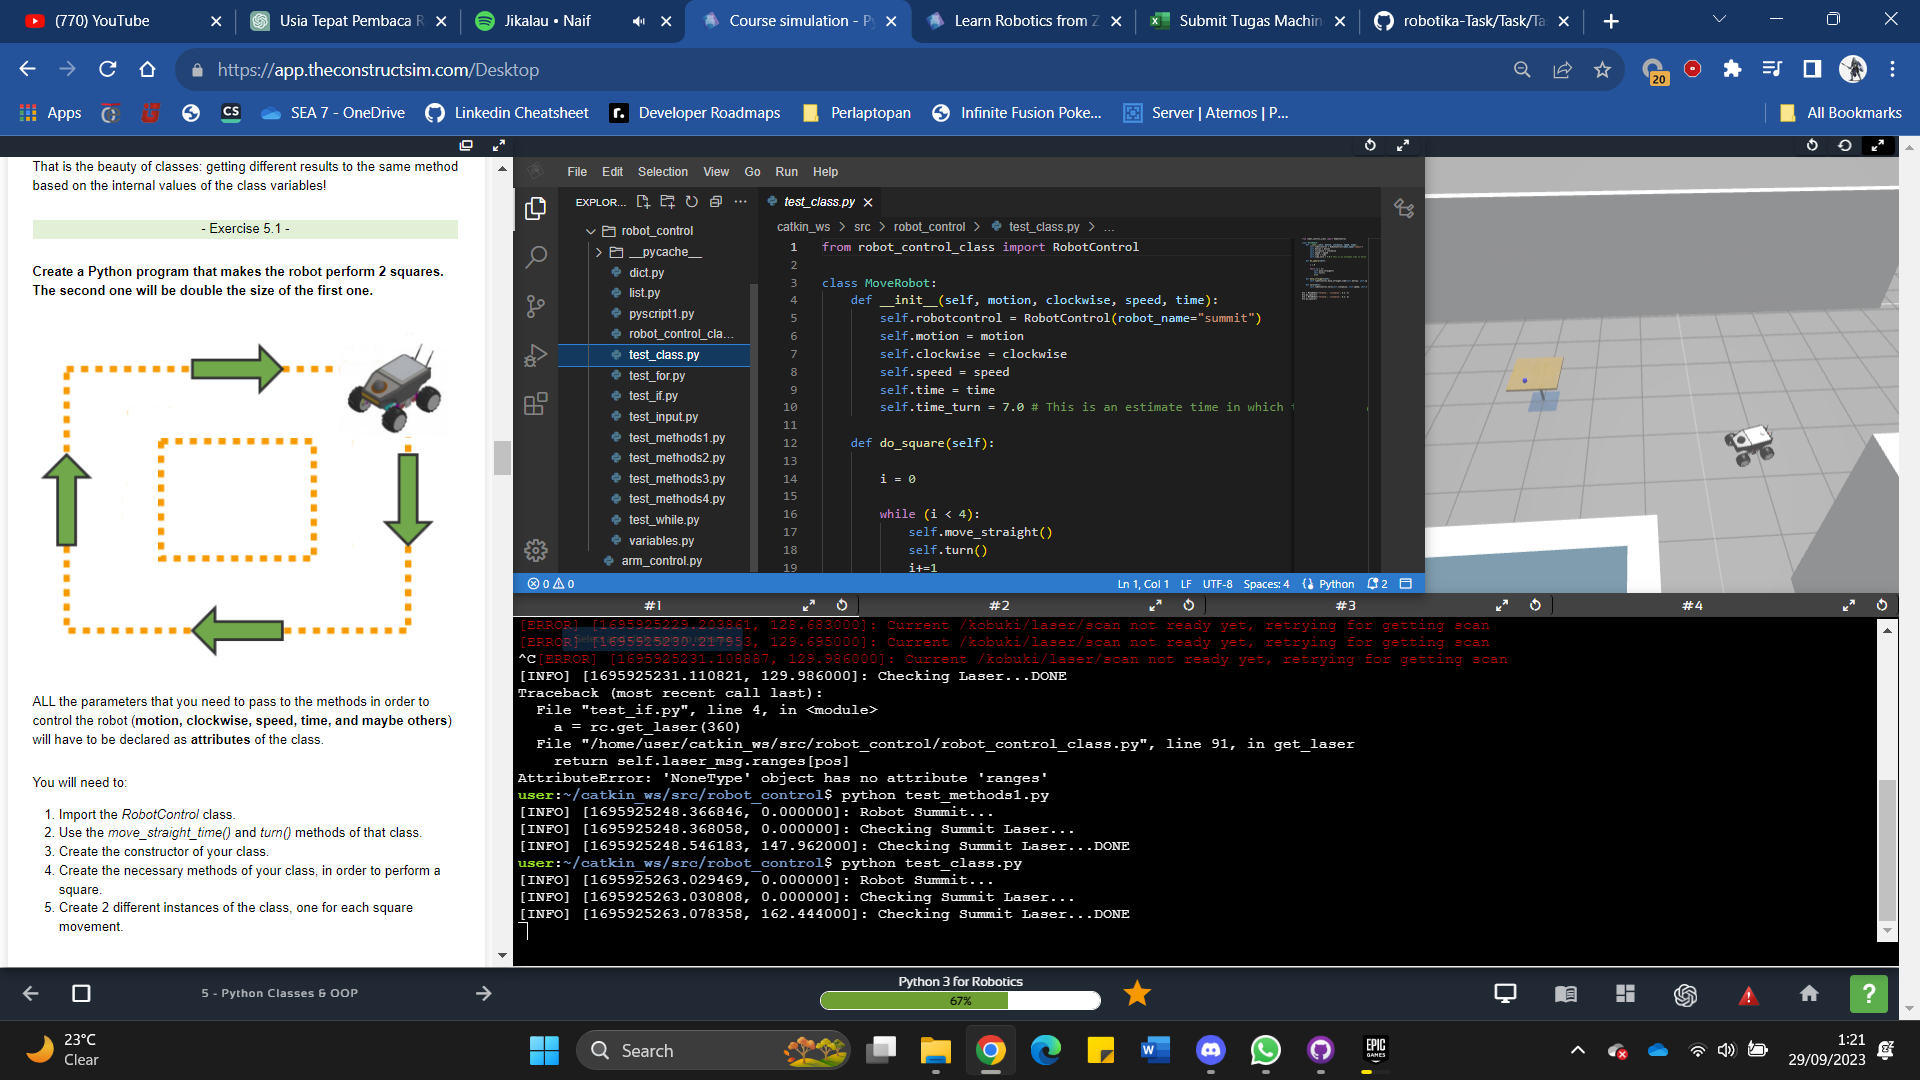 (770) YouTube
Usia Tepat Pembaca R
Jikalau • Naif
Course simulation - Py
Learn Robotics from Z
Submit Tugas Machin
robotika-Task/Task/Ta
https://app.theconstructsim.com/Desktop
20
Apps
CS
SEA 7 - OneDrive
Linkedin Cheatsheet
r.
Developer Roadmaps
Perlaptopan
Infinite Fusion Poke...
Server | Aternos | P...
All Bookmarks
That is the beauty of classes: getting different results to the same method
based on the internal values of the class variables!
- Exercise 5.1 -
Create a Python program that makes the robot perform 2 squares.
The second one will be double the size of the first one.
ALL the parameters that you need to pass to the methods in order to
control the robot (motion, clockwise, speed, time, and maybe others)
will have to be declared as attributes of the class.
You will need to:
1. Import the RobotControl class.
2. Use the move_straight_time() and turn() methods of that class.
3. Create the constructor of your class.
4. Create the necessary methods of your class, in order to perform a
square.
5. Create 2 different instances of the class, one for each square
movement.
File Edit Selection View Go Run Help
EXPLOR...
robot_control
__pycache__
dict.py
list.py
pyscript1.py
robot_control_cla...
test_class.py
test_for.py
test_if.py
test_input.py
test_methods1.py
test_methods2.py
test_methods3.py
test_methods4.py
test_while.py
variables.py
arm_control.py
test_class.py
catkin_ws > src > robot_control > test_class.py > ...
1 from robot_control_class import RobotControl
2
3 class MoveRobot:
4 def __init__(self, motion, clockwise, speed, time):
5 self.robotcontrol = RobotControl(robot_name="summit")
6 self.motion = motion
7 self.clockwise = clockwise
8 self.speed = speed
9 self.time = time
10 self.time_turn = 7.0 # This is an estimate time in which
11
12 def do_square(self):
13
14 i = 0
15
16 while (i < 4):
17 self.move_straight()
18 self.turn()
19 i+=1
0 0
Ln 1, Col 1 LF UTF-8 Spaces: 4 Python 2
#1 #2 #3 #4
[ERROR] [1695925229.203861, 128.683000]: Current /kobuki/laser/scan not ready yet, retrying for getting scan
[ERROR] [1695925230.217953, 129.695000]: Current /kobuki/laser/scan not ready yet, retrying for getting scan
^C[ERROR] [1695925231.108887, 129.986000]: Current /kobuki/laser/scan not ready yet, retrying for getting scan
[INFO] [1695925231.110821, 129.986000]: Checking Laser...DONE
Traceback (most recent call last):
File "test_if.py", line 4, in <module>
a = rc.get_laser(360)
File "/home/user/catkin_ws/src/robot_control/robot_control_class.py", line 91, in get_laser
return self.laser_msg.ranges[pos]
AttributeError: 'NoneType' object has no attribute 'ranges'
user:~/catkin_ws/src/robot_control$ python test_methods1.py
[INFO] [1695925248.366846, 0.000000]: Robot Summit...
[INFO] [1695925248.368058, 0.000000]: Checking Summit Laser...
[INFO] [1695925248.546183, 147.962000]: Checking Summit Laser...DONE
user:~/catkin_ws/src/robot_control$ python test_class.py
[INFO] [1695925263.029469, 0.000000]: Robot Summit...
[INFO] [1695925263.030808, 0.000000]: Checking Summit Laser...
[INFO] [1695925263.078358, 162.444000]: Checking Summit Laser...DONE
5 - Python Classes & OOP
Python 3 for Robotics
67%
?
23°C
Clear
Search
EPIC
GAMES
1:21
29/09/2023